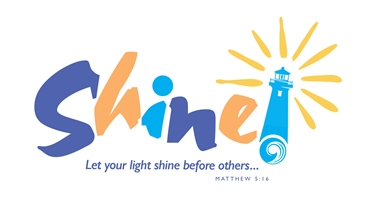 Shine!
Let your light shine before others...
MATTHEW 5:16